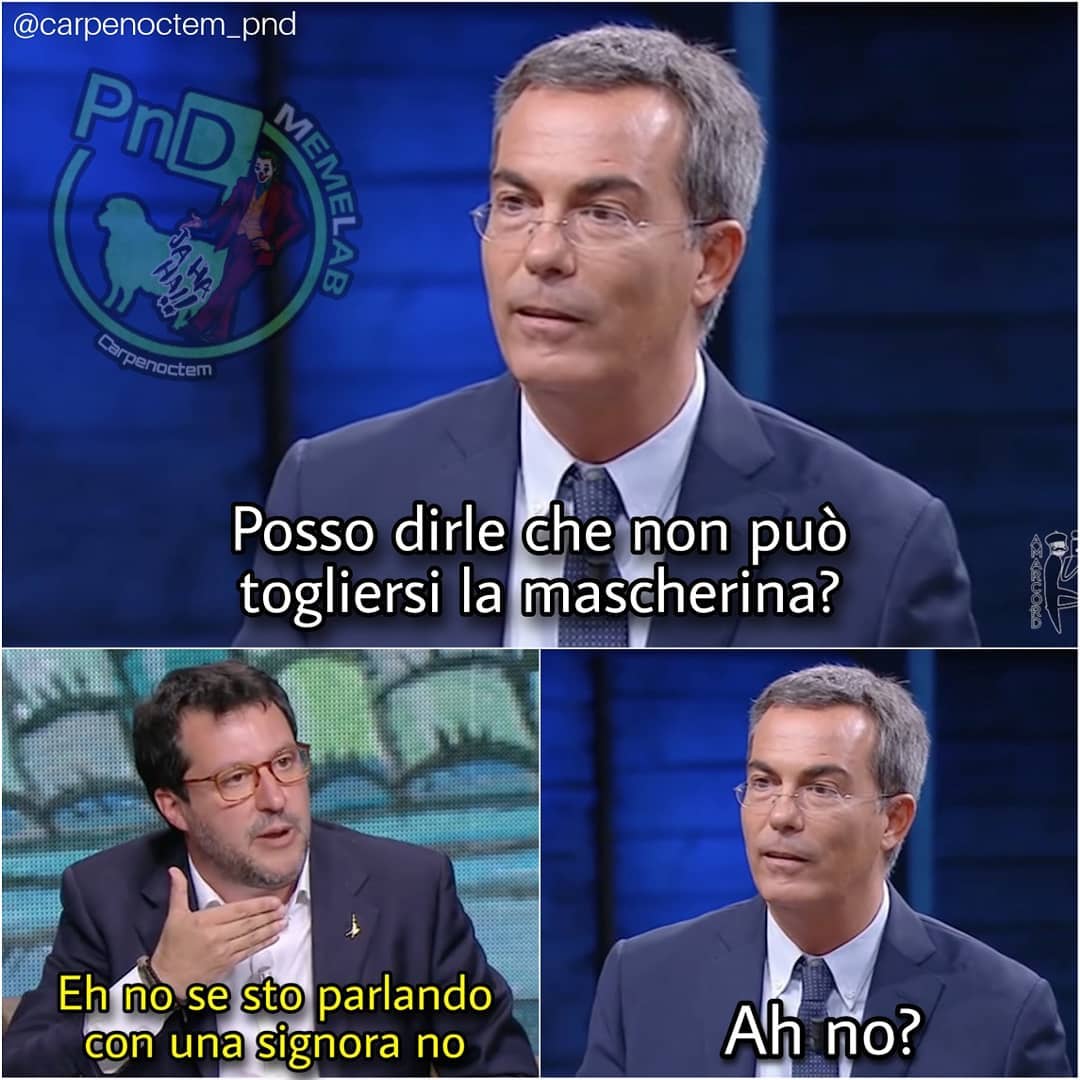 @carpenoctem_pnd
PnD
MEMELAB
Carpenoctem
Posso dirle che non può
togliersi la mascherina?
AMARCORD
Eh no se sto parlando
con una signora no
Ah no?